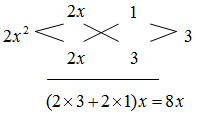 2x 1
2x² 3
2x 3
(2×3+2×1)x=8x